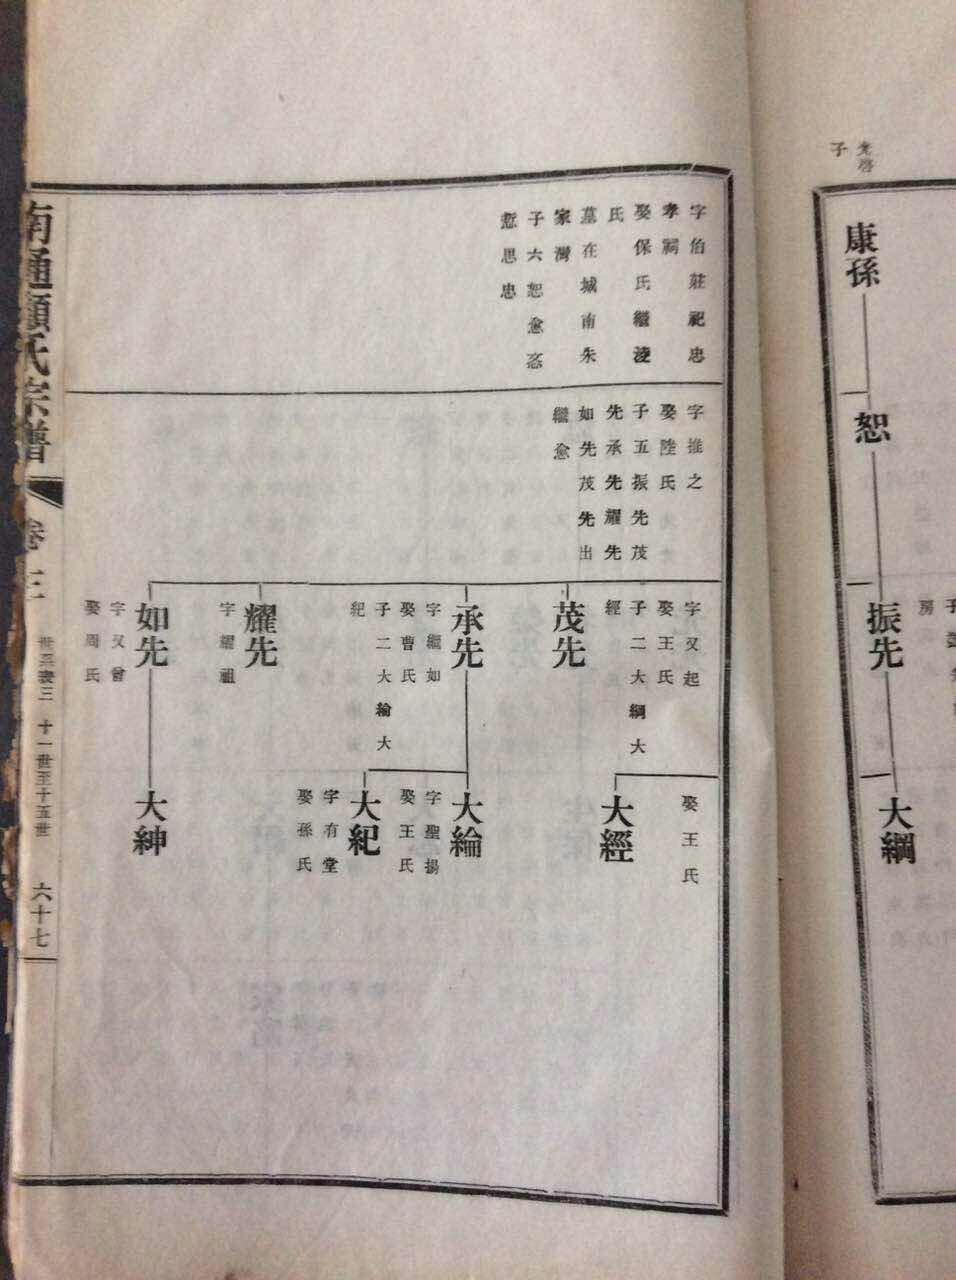 光啓
子
康孫
恕
振先
房
大綱
字伯莊祀忠
孝祠
娶保氏繼淩
氏
墓在城南朱
家灣
子六恕愈忞
惹思忠
字推之
娶陸氏
子五振先茂
先承先耀先
如先茂先出
繼愈
娶王氏
茂先
字又起
娶王氏
子二大綱大
經
大經
承先
字繩如
娶曹氏
子二大綸大
紀
大綸
字聖揚
娶王氏
大紀
字有堂
娶孫氏
耀先
字耀祖
如先
字又曾
娶周氏
大紳
南通顧氏宗譜
卷三
世系表三 十一世至十五世
六十七